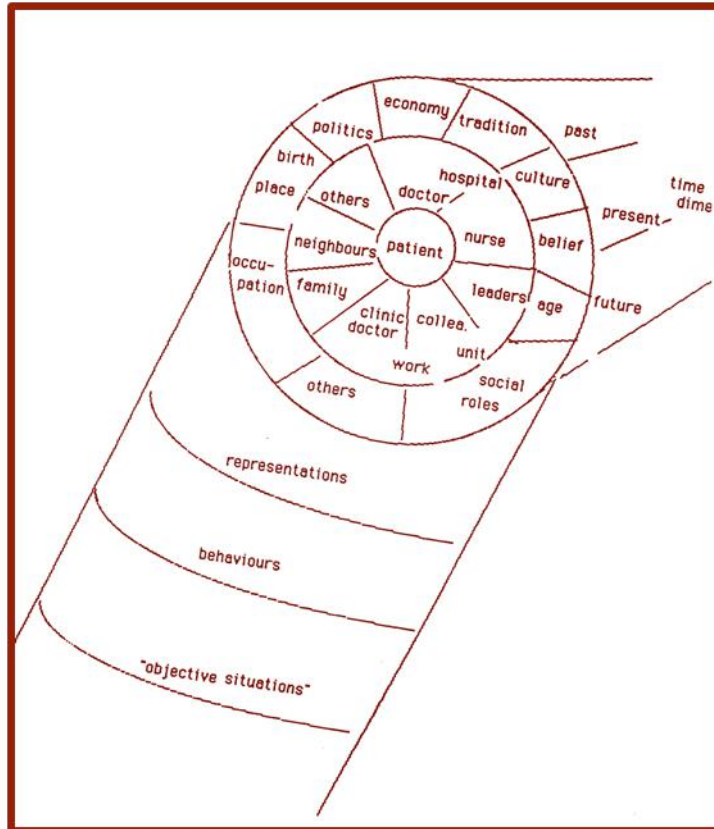 economy
tradition
politics
past
birth
place
others
doctor
hospital
culture
time
dime
present
patient
nurse
belief
neighbours
occu-
pation
family
leaders
age
future
clinic
doctor
collea.
unit
work
social
roles
others
representations
behaviours
"objective situations"